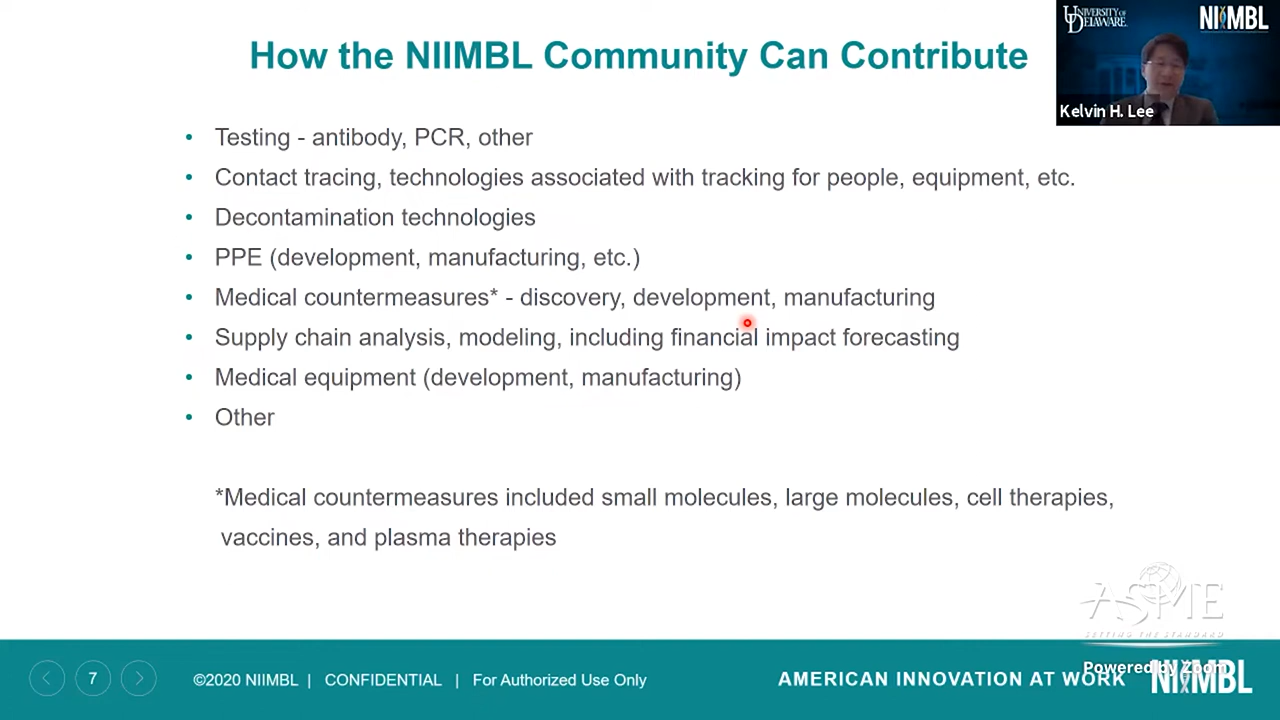 How the NIIMBL Community Can Contribute
UNIVERSITY OF DELAWARE.
NIIMBL
Kelvin H. Lee
• Testing - antibody, PCR, other
• Contact tracing, technologies associated with tracking for people, equipment, etc.
• Decontamination technologies
• PPE (development, manufacturing, etc.)
• Medical countermeasures* - discovery, development, manufacturing
• Supply chain analysis, modeling, including financial impact forecasting
• Medical equipment (development, manufacturing)
• Other
*Medical countermeasures included small molecules, large molecules, cell therapies,
vaccines, and plasma therapies
ASME
SETTING THE STANDARD
Powered by Zoom
7
©2020 NIIMBL | CONFIDENTIAL | For Authorized Use Only
AMERICAN INNOVATION AT WORK
NIIMBL